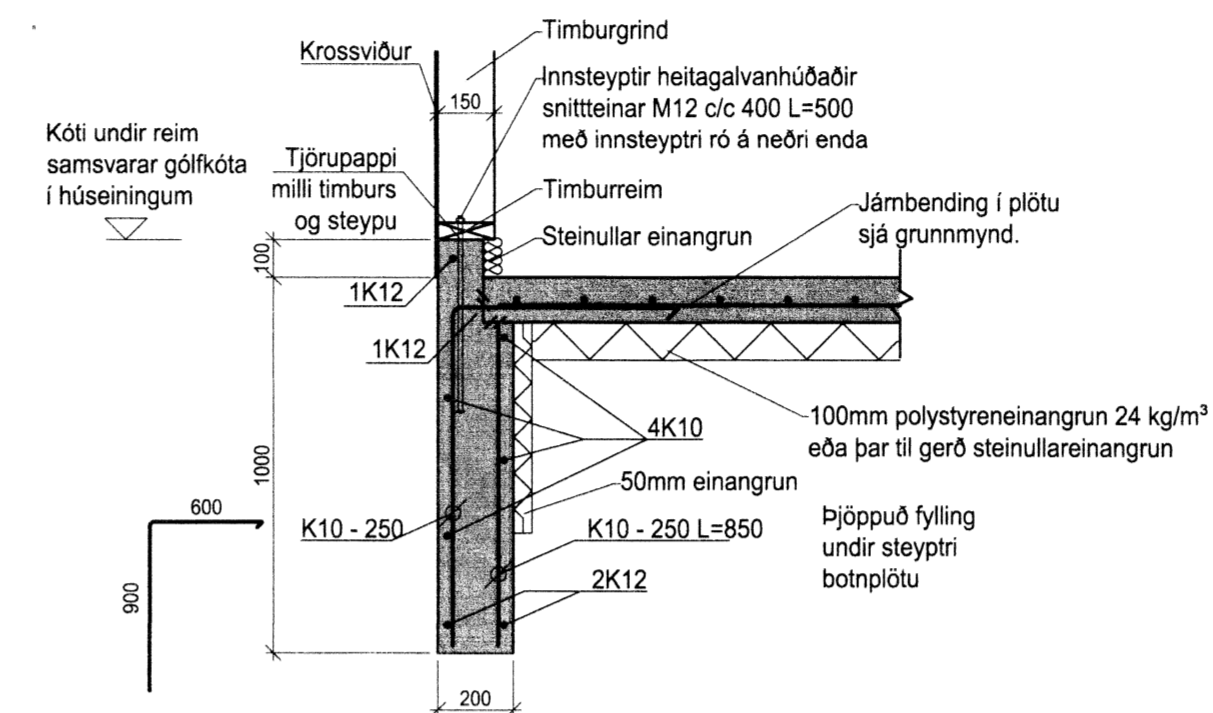 Timburgrind
Krossviður
Innsteyptir heitagalvanhúðaðir
snittteinar M12 c/c 400 L=500
með innsteyptri ró á neðri enda
150
Kóti undir reim
samsvarar gólfkóta
í húseiningum
Tjörupappi
milli timburs
og steypu
Timburreim
Steinullar einangrun
Járnbending í plötu
sjá grunnmynd.
100
1K12
1K12
100mm polystyreneinangrun 24 kg/m³
eða þar til gerð steinullareinangrun
4K10
1000
50mm einangrun
600
K10 - 250
K10 - 250 L=850
Þjöppuð fylling
undir steyptri
botnplötu
900
2K12
200